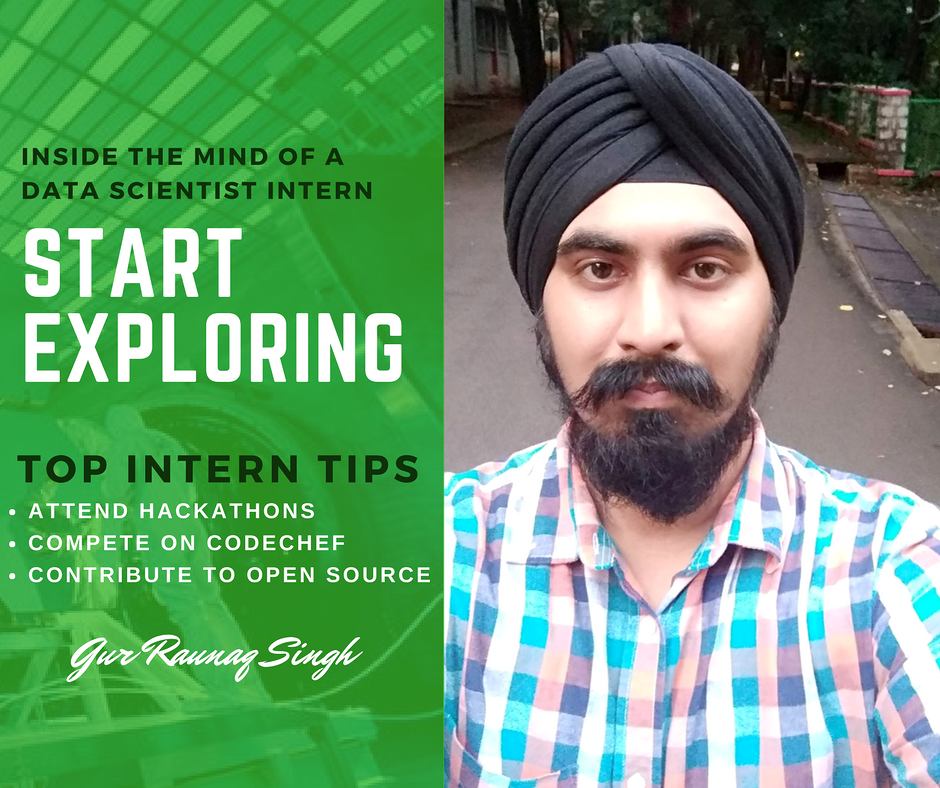 INSIDE THE MIND OF A
DATA SCIENTIST INTERN
START
EXPLORING
TOP INTERN TIPS
• ATTEND HACKATHONS
• COMPETE ON CODECHEF
• CONTRIBUTE TO OPEN SOURCE
Gur Raunaq Singh